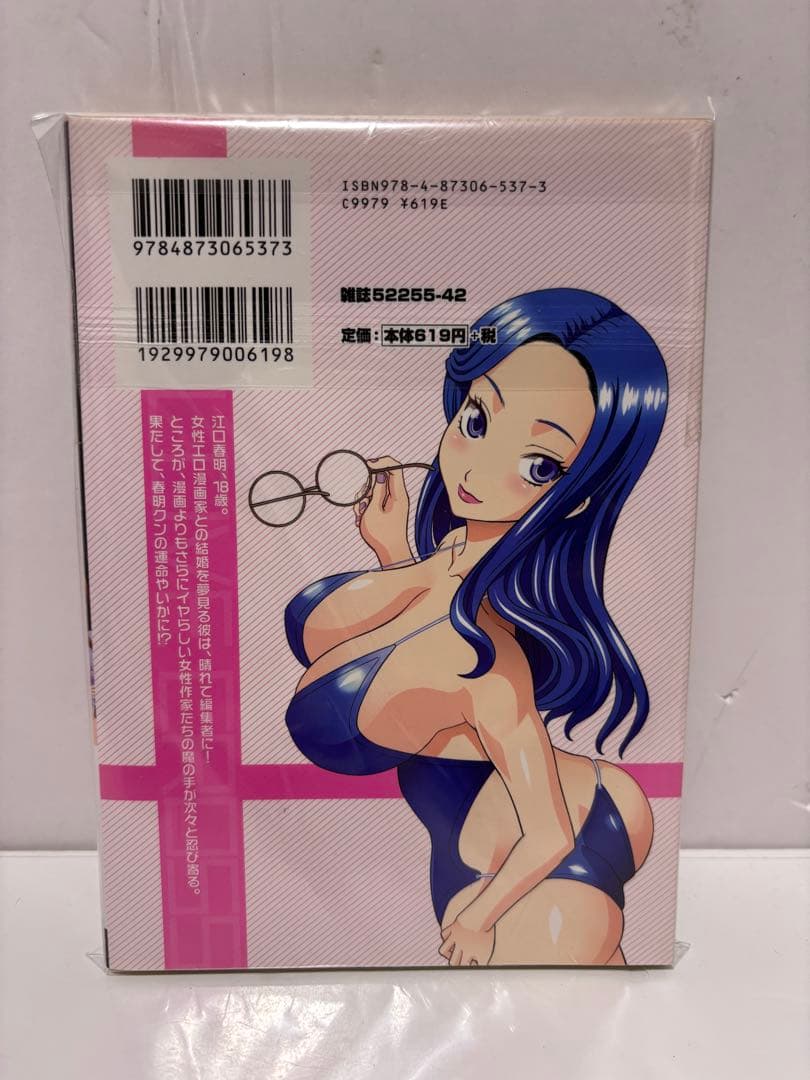 ISBN978-4-87306-537-3
C9979 ¥619E
9784873065373
雑誌52255-42
定価：本体619円+税
1929979006198
江口春明、18歳。
女性エロ漫画家との結婚を夢見る彼は、晴れて編集者に！
ところが、漫画よりもさらにイヤらしい女性作家たちの魔の手が次々と忍び寄る。
果たして、春明クンの運命やいかに!?